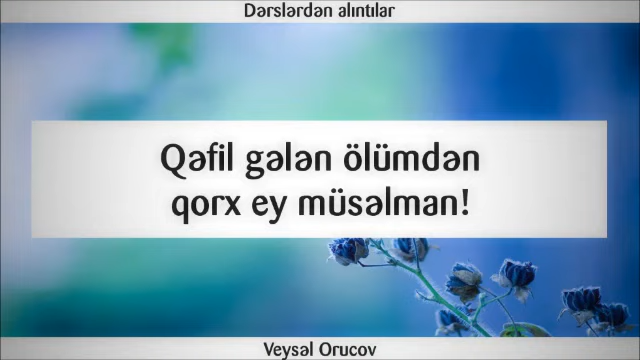 Dərslərdən alıntılar
Qəfil gələn ölümdən
qorx ey müsəlman!
Veysəl Orucov